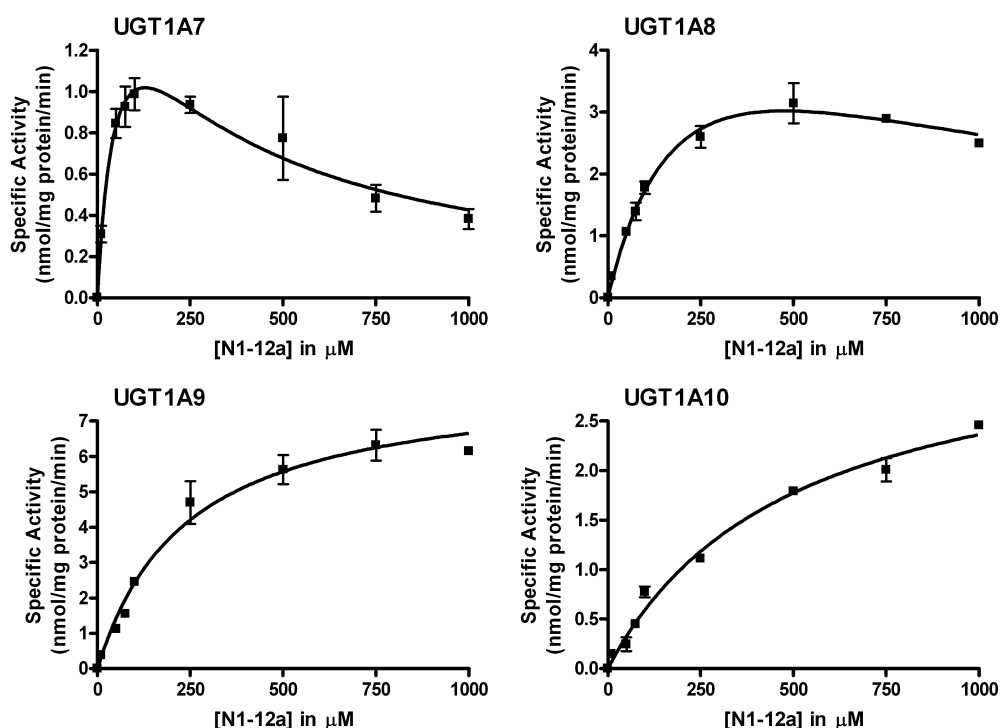 UGT1A7
Specific Activity
(nmol/mg protein/min)
1.2
1.0
0.8
0.6
0.4
0.2
0.0
0 250 500 750 1000
[N1-12a] in μM
UGT1A8
Specific Activity
(nmol/mg protein/min)
4
3
2
1
0
0 250 500 750 1000
[N1-12a] in μM
UGT1A9
Specific Activity
(nmol/mg protein/min)
7
6
5
4
3
2
1
0
0 250 500 750 1000
[N1-12a] in μM
UGT1A10
Specific Activity
(nmol/mg protein/min)
2.5
2.0
1.5
1.0
0.5
0.0
0 250 500 750 1000
[N1-12a] in μM